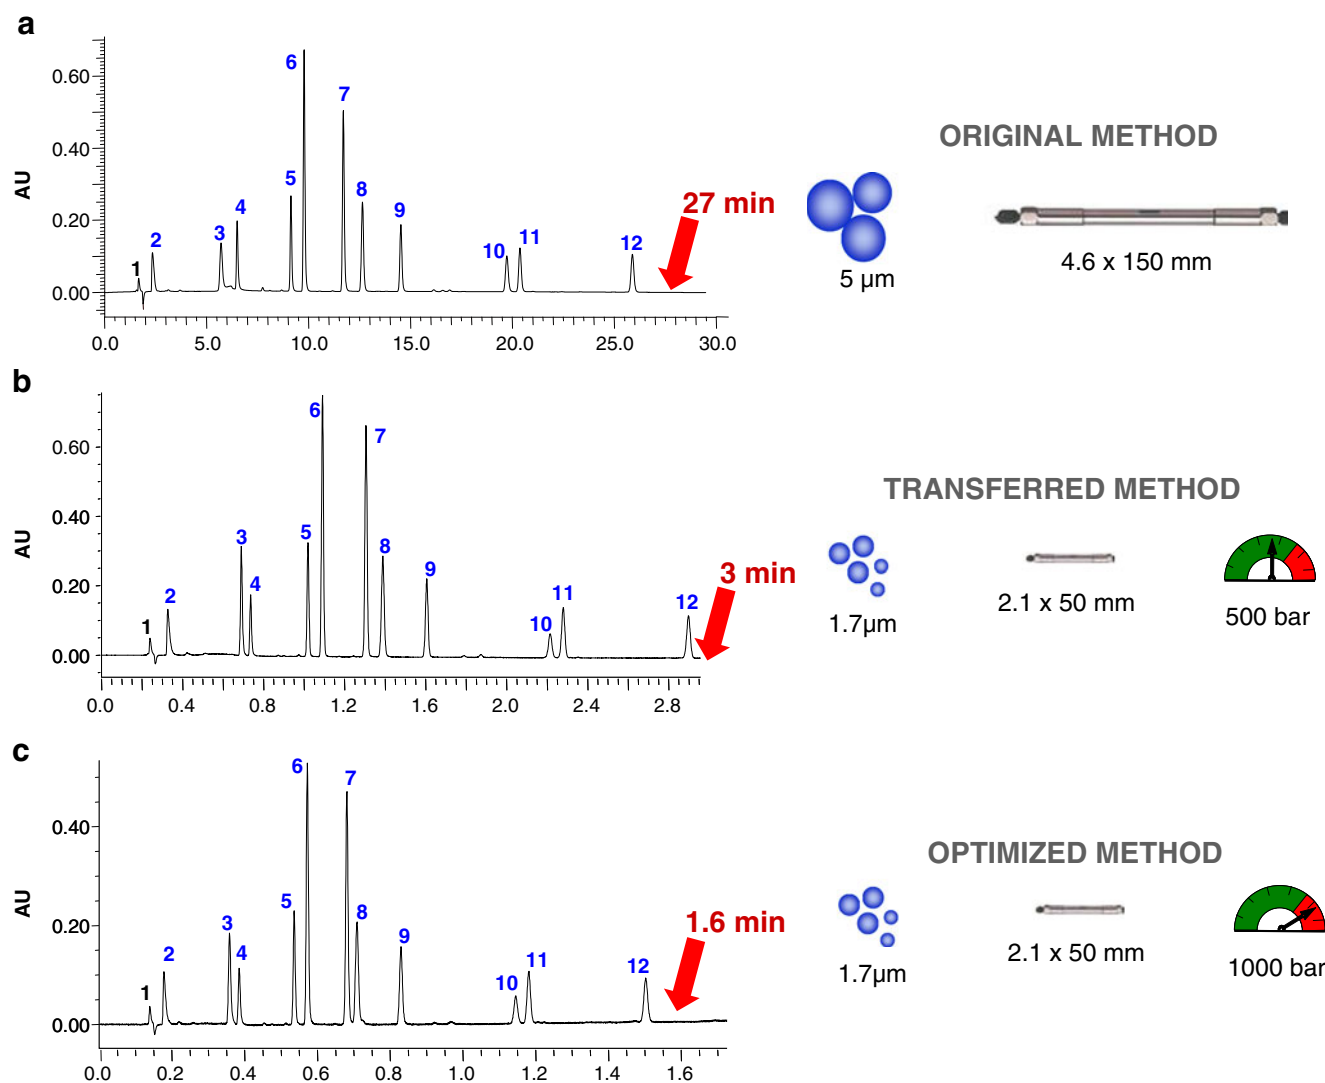 a
AU
0.60
0.40
0.20
0.00
1
2
3
4
5
6
7
8
9
10
11
12
27 min
0.0 5.0 10.0 15.0 20.0 25.0 30.0
ORIGINAL METHOD
5 µm
4.6 x 150 mm
b
AU
0.60
0.40
0.20
0.00
1
2
3
4
5
6
7
8
9
10
11
12
3 min
0.0 0.4 0.8 1.2 1.6 2.0 2.4 2.8
TRANSFERRED METHOD
1.7µm
2.1 x 50 mm
500 bar
c
AU
0.40
0.20
0.00
1
2
3
4
5
6
7
8
9
10
11
12
1.6 min
0.0 0.2 0.4 0.6 0.8 1.0 1.2 1.4 1.6
OPTIMIZED METHOD
1.7µm
2.1 x 50 mm
1000 bar